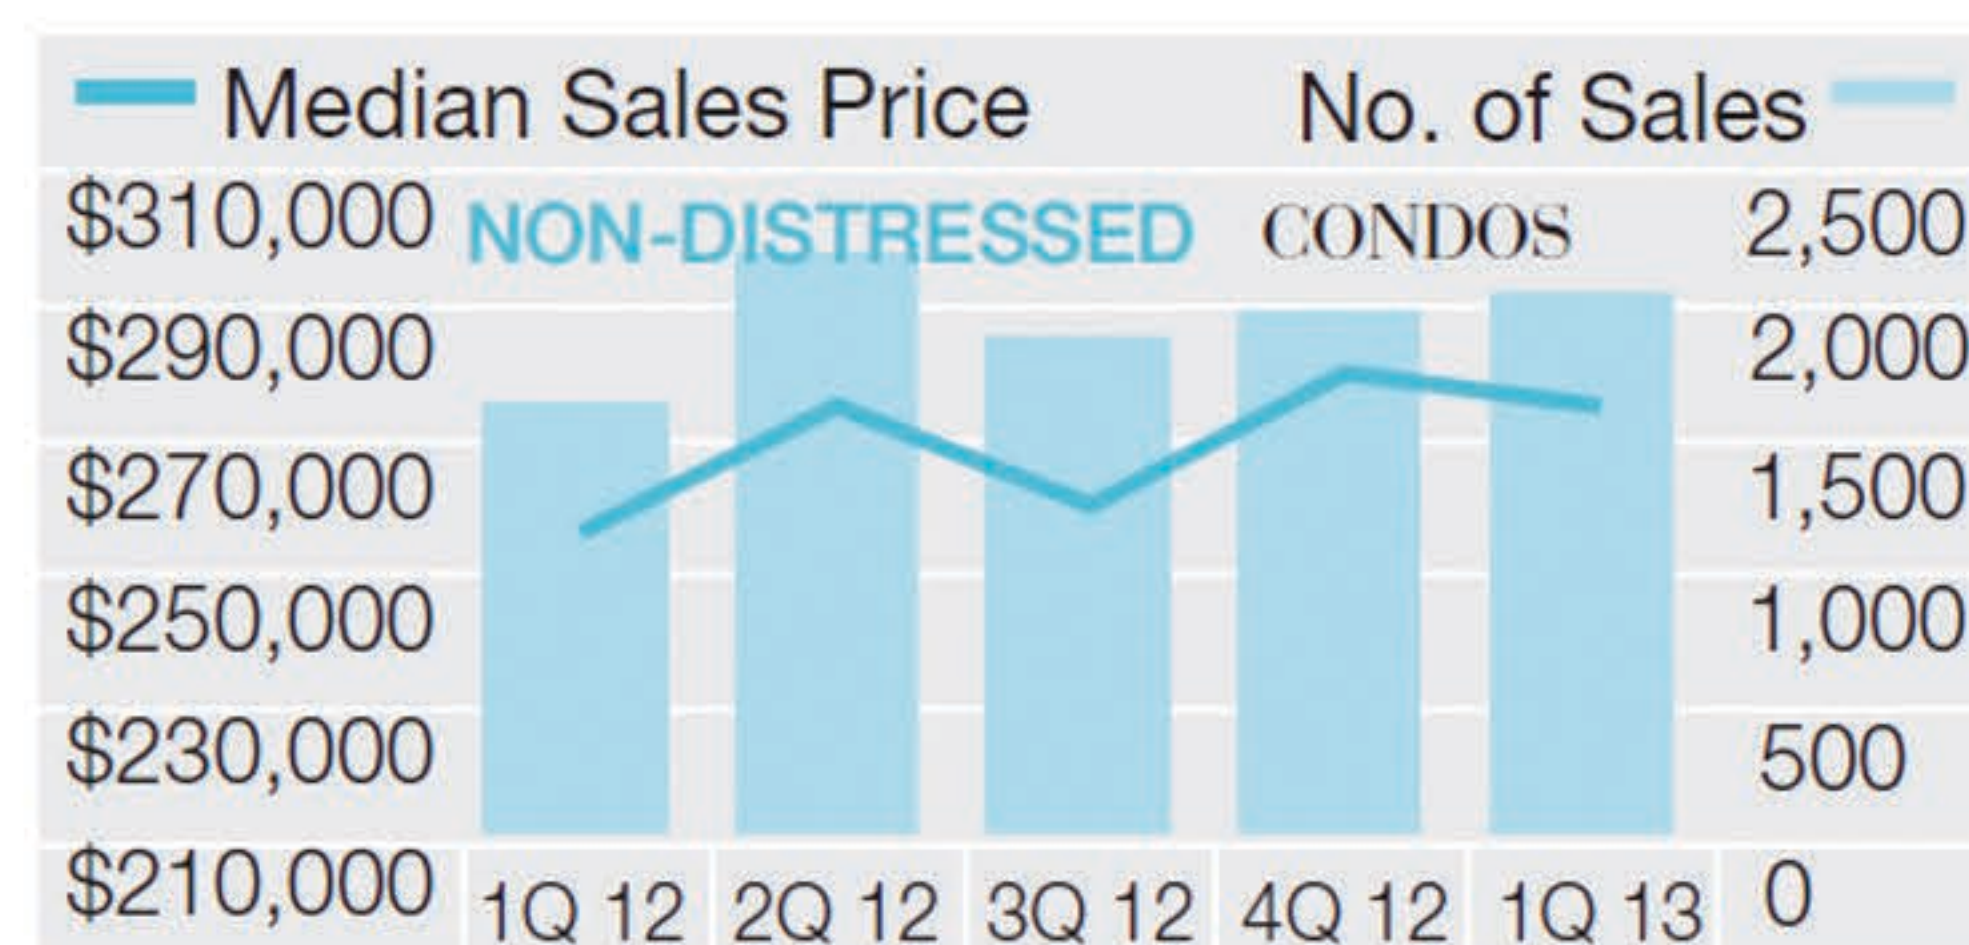 Median Sales Price No. of Sales
$310,000 NON-DISTRESSED CONDOS 2,500
$290,000 2,000
$270,000 1,500
$250,000 1,000
$230,000 500
$210,000 1Q 12 2Q 12 3Q 12 4Q 12 1Q 13 0